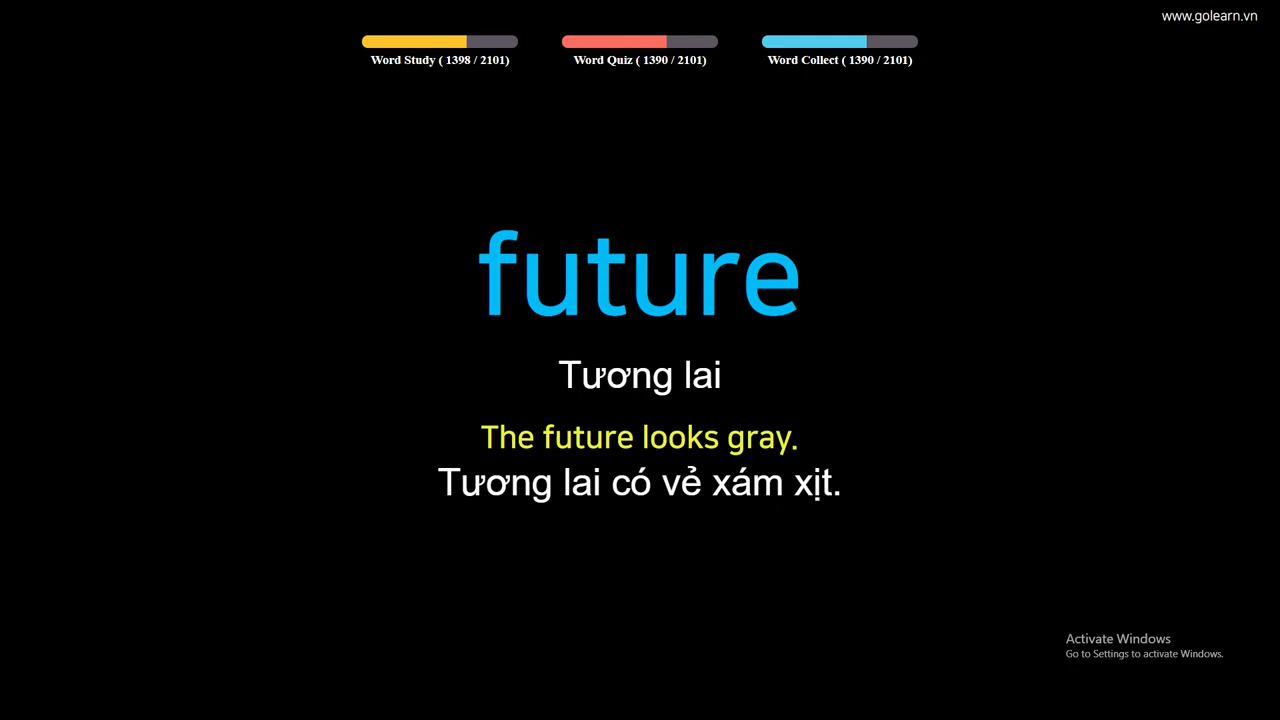 www.golearn.vn
Word Study ( 1398 / 2101) Word Quiz ( 1390 / 2101) Word Collect ( 1390 / 2101)
future
Tương lai
The future looks gray.
Tương lai có vẻ xám xịt.
Activate Windows
Go to Settings to activate Windows.